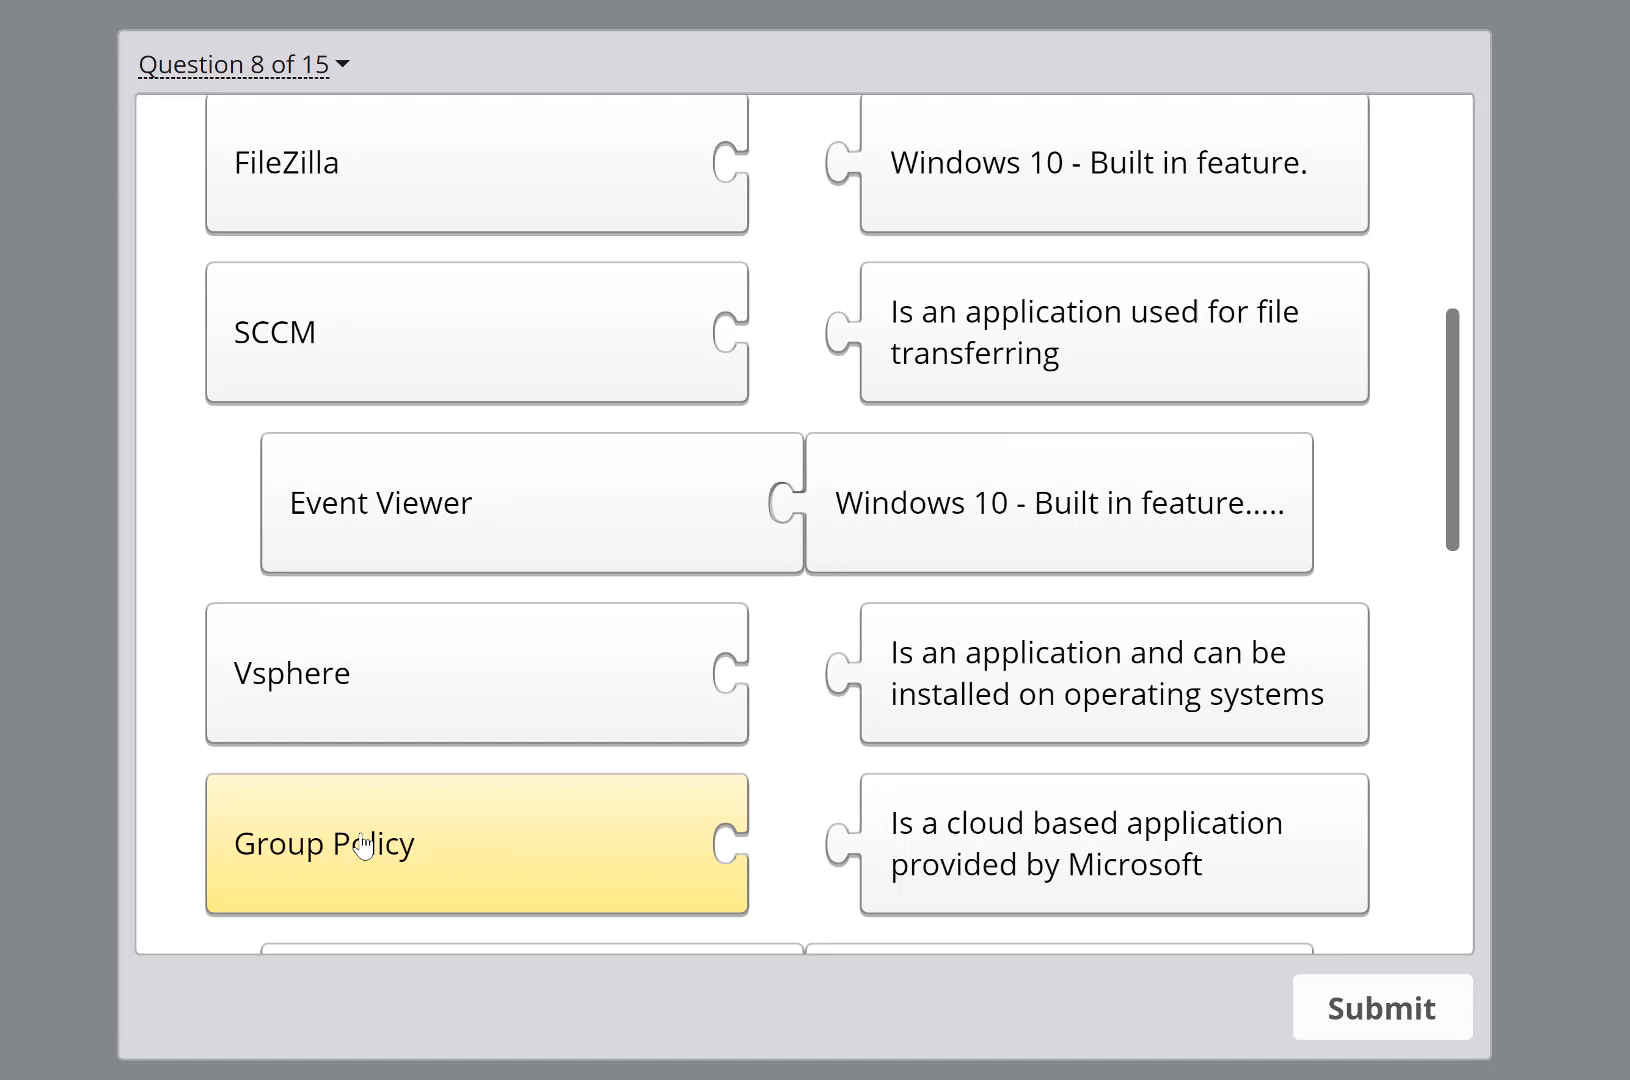 Question 8 of 15
FileZilla
Windows 10 - Built in feature.
SCCM
Is an application used for file
transferring
Event Viewer
Windows 10 - Built in feature.....
Vsphere
Is an application and can be
installed on operating systems
Group Policy
Is a cloud based application
provided by Microsoft
Submit